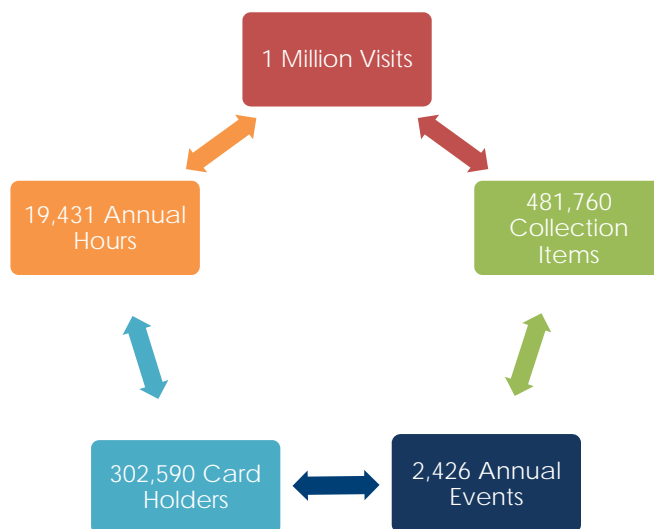 1 Million Visits
19,431 Annual
Hours
481,760
Collection
Items
302,590 Card
Holders
2,426 Annual
Events